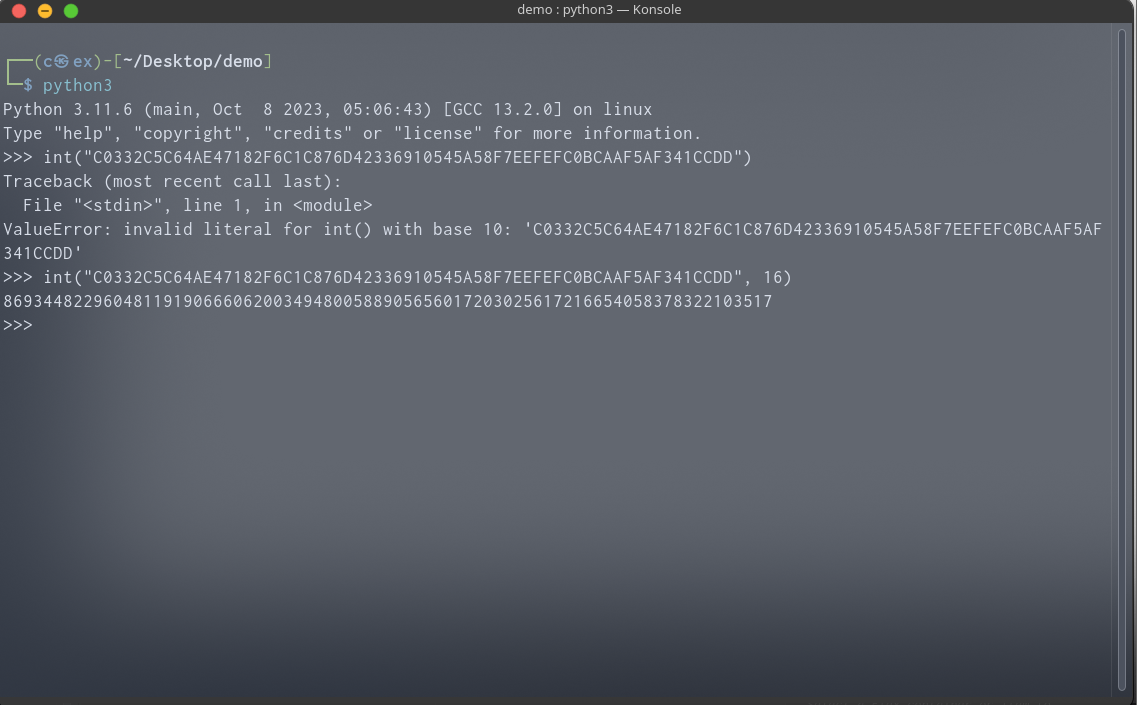 demo : python3 — Konsole
┌──(c㉿ex)-[~/Desktop/demo]
└─$ python3
Python 3.11.6 (main, Oct  8 2023, 05:06:43) [GCC 13.2.0] on linux
Type "help", "copyright", "credits" or "license" for more information.
>>> int("C0332C5C64AE47182F6C1C876D42336910545A58F7EEFEFC0BCAAF5AF341CCDD")
Traceback (most recent call last):
  File "<stdin>", line 1, in <module>
ValueError: invalid literal for int() with base 10: 'C0332C5C64AE47182F6C1C876D42336910545A58F7EEFEFC0BCAAF5AF
341CCDD'
>>> int("C0332C5C64AE47182F6C1C876D42336910545A58F7EEFEFC0BCAAF5AF341CCDD", 16)
86934482296048119190666062003494800588905656017203025617216654058378322103517
>>>